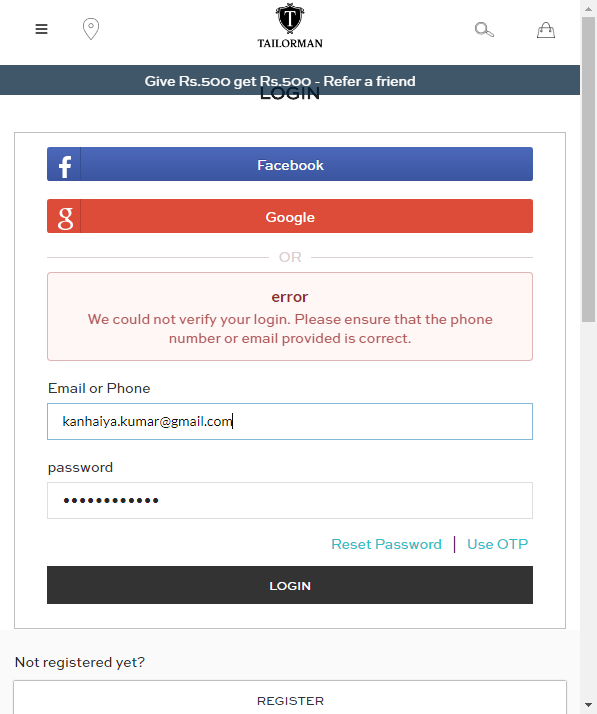 T
TAILORMAN
Give Rs.500 get Rs.500 - Refer a friend
LOGIN
f Facebook
g Google
OR
error
We could not verify your login. Please ensure that the phone
number or email provided is correct.
Email or Phone
kanhaiya.kumar@gmail.com
password
••••••••••••
Reset Password | Use OTP
LOGIN
Not registered yet?
REGISTER